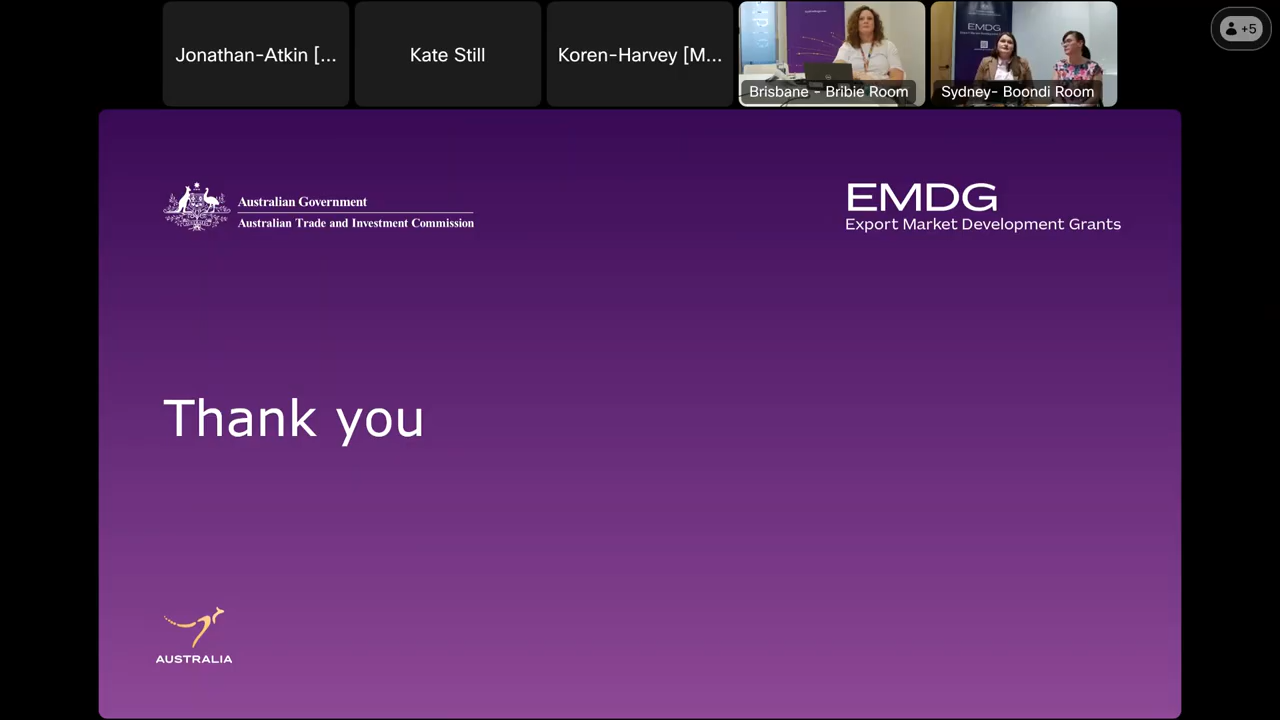 Jonathan-Atkin [...
Kate Still
Koren-Harvey [M...
EMDG
Brisbane - Bribie Room
Sydney- Boondi Room
+5
Australian Government
Australian Trade and Investment Commission
EMDG
Export Market Development Grants
Thank you
AUSTRALIA